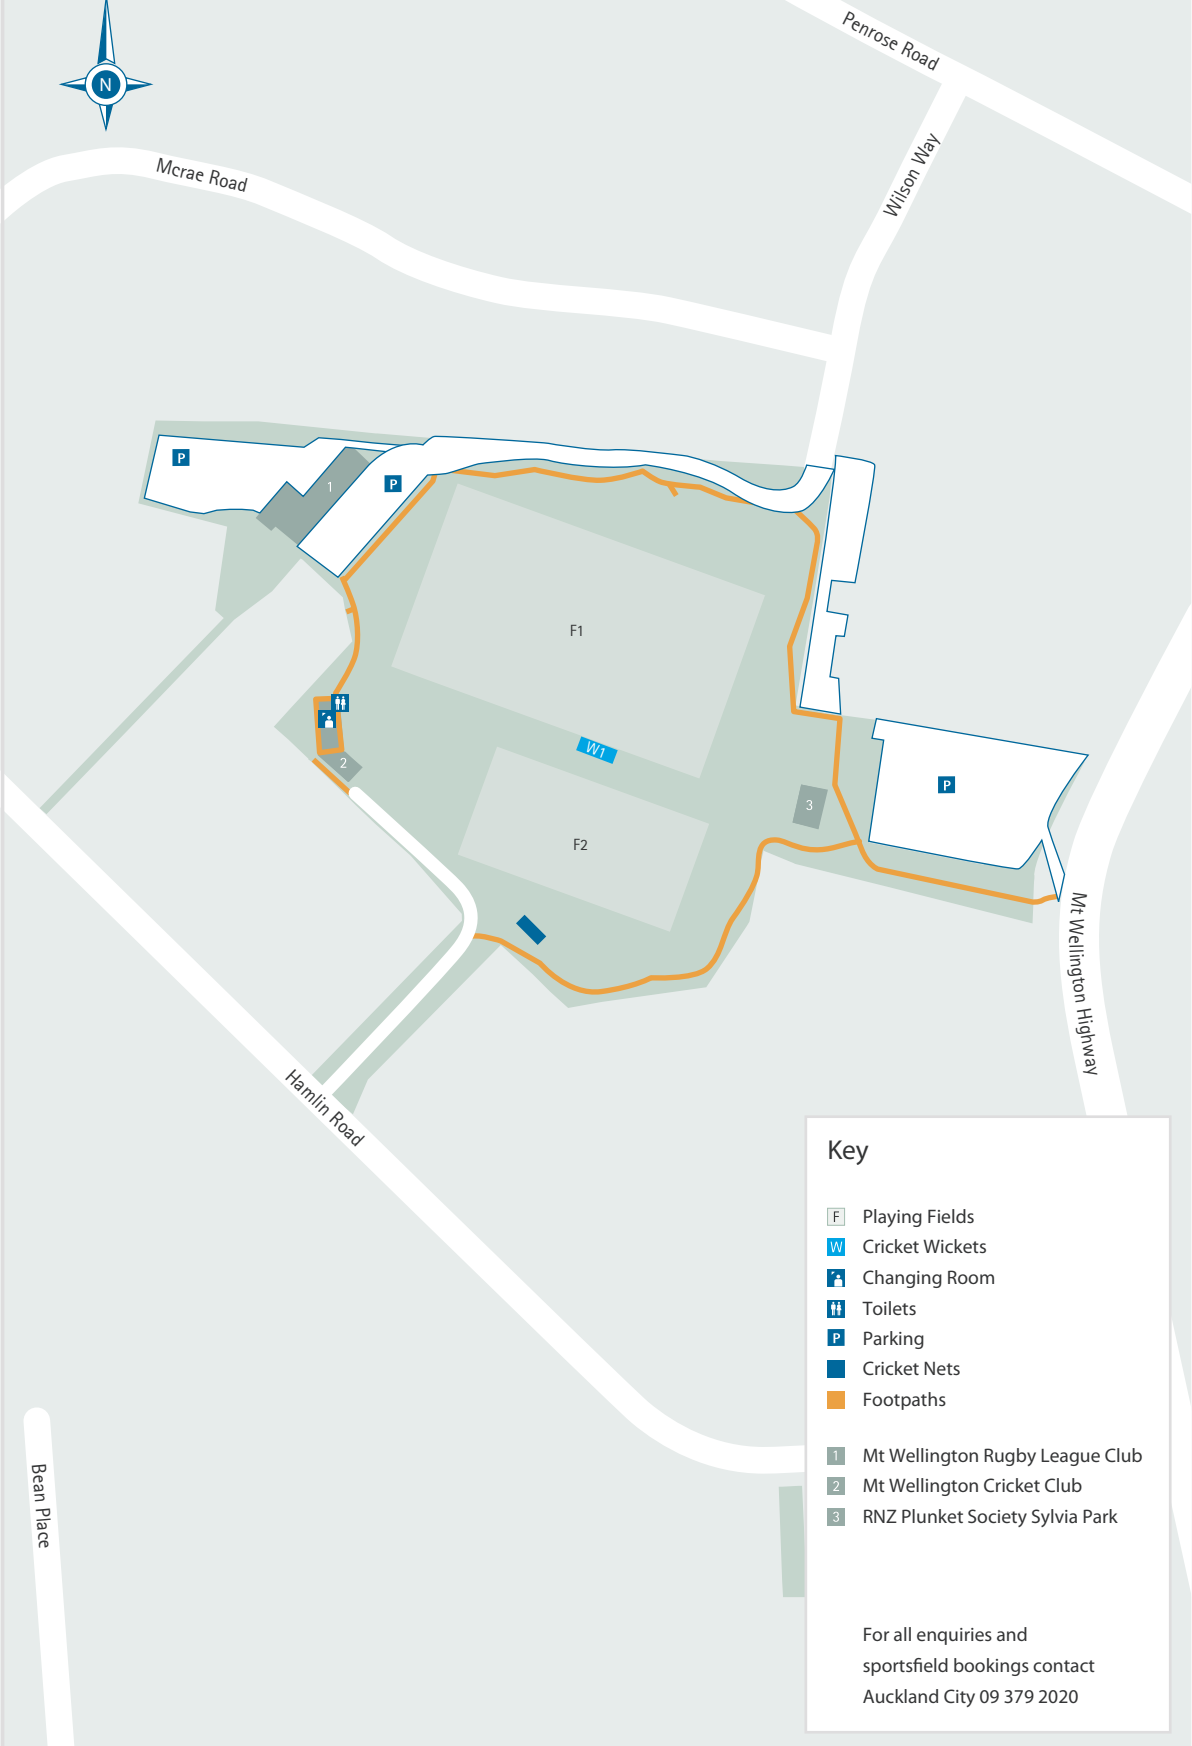 Penrose Road
N
Wilson Way
Mcrae Road
P
1
P
F1
W1
2
P
3
F2
Mt Wellington Highway
Hamlin Road
Bean Place
Key
F Playing Fields
W Cricket Wickets
Changing Room
Toilets
P Parking
Cricket Nets
Footpaths
1 Mt Wellington Rugby League Club
2 Mt Wellington Cricket Club
3 RNZ Plunket Society Sylvia Park
For all enquiries and
sportsfield bookings contact
Auckland City 09 379 2020